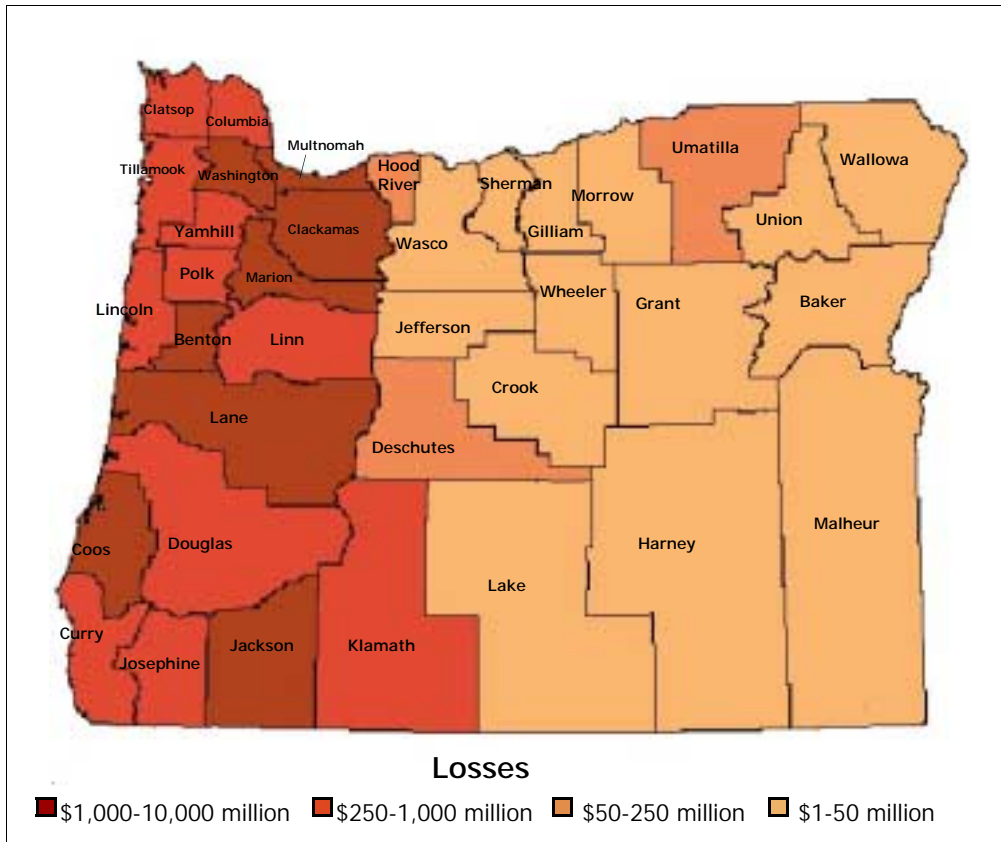 Clatsop
Columbia
Multnomah
Tillamook
Washington
Hood
River
Umatilla
Wallowa
Sherman
Morrow
Union
Yamhill
Clackamas
Wasco
Gilliam
Polk
Marion
Wheeler
Grant
Baker
Lincoln
Benton
Linn
Jefferson
Crook
Lane
Deschutes
Malheur
Coos
Douglas
Harney
Lake
Curry
Josephine
Jackson
Klamath
Losses
$1,000-10,000 million $250-1,000 million $50-250 million $1-50 million